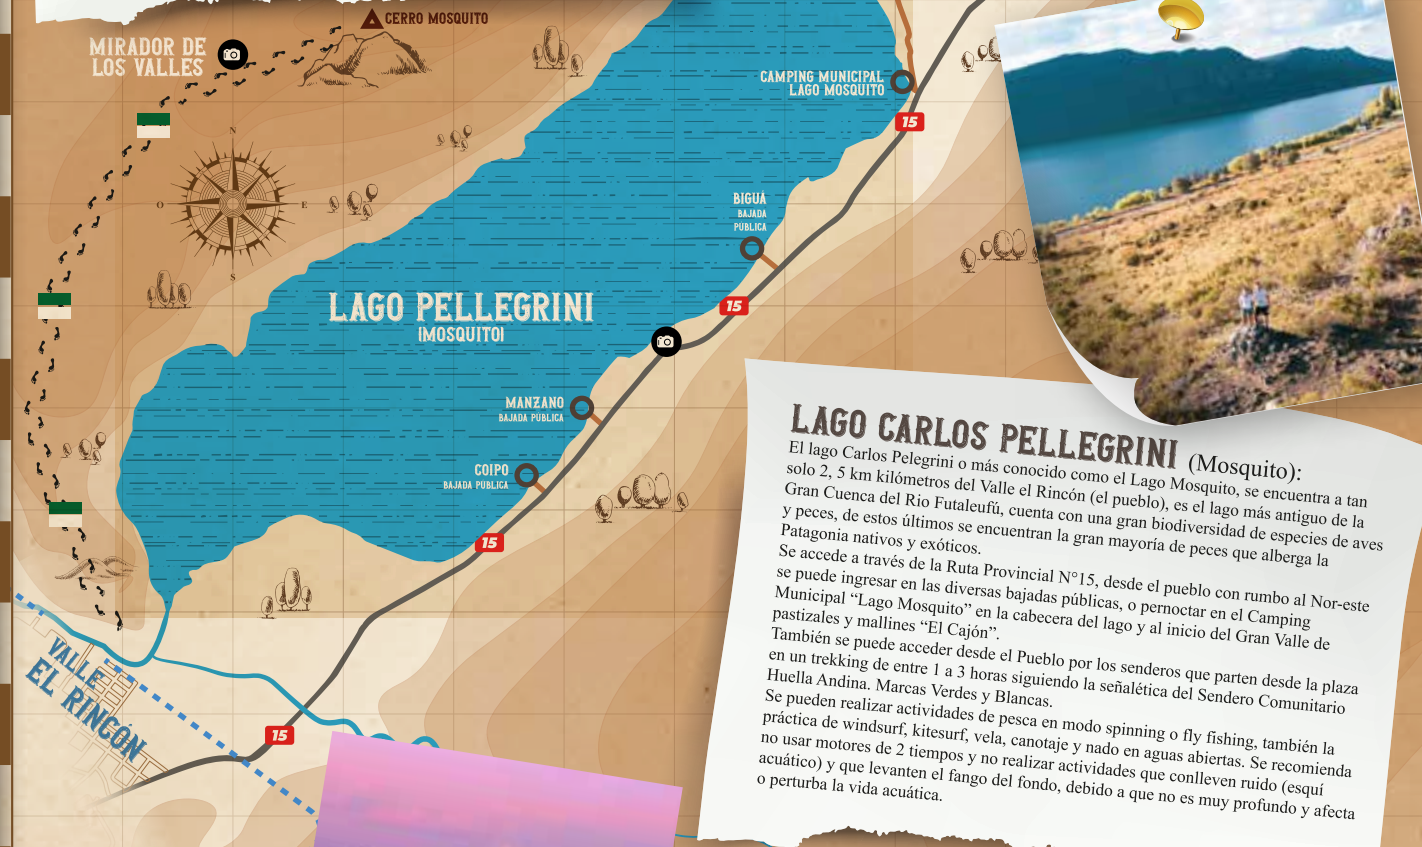 CERRO MOSQUITO
MIRADOR DE
LOS VALLES
CAMPING MUNICIPAL
LAGO MOSQUITO
15
N
O
E
S
BIGUÁ
BAJADA
PÚBLICA
LAGO PELLEGRINI
(MOSQUITO)
15
MANZANO
BAJADA PÚBLICA
COIPO
BAJADA PÚBLICA
15
VALLE
EL RINCÓN
15
LAGO CARLOS PELLEGRINI (Mosquito):
El lago Carlos Pelegrini o más conocido como el Lago Mosquito, se encuentra a tan
solo 2, 5 km kilómetros del Valle el Rincón (el pueblo), es el lago más antiguo de la
Gran Cuenca del Rio Futaleufú, cuenta con una gran biodiversidad de especies de aves
y peces, de estos últimos se encuentran la gran mayoría de peces que alberga la
Patagonia nativos y exóticos.
Se accede a través de la Ruta Provincial N°15, desde el pueblo con rumbo al Nor-este
se puede ingresar en las diversas bajadas públicas, o pernoctar en el Camping
Municipal “Lago Mosquito” en la cabecera del lago y al inicio del Gran Valle de
pastizales y mallines “El Cajón”.
También se puede acceder desde el Pueblo por los senderos que parten desde la plaza
en un trekking de entre 1 a 3 horas siguiendo la señalética del Sendero Comunitario
Huella Andina. Marcas Verdes y Blancas.
Se pueden realizar actividades de pesca en modo spinning o fly fishing, también la
práctica de windsurf, kitesurf, vela, canotaje y nado en aguas abiertas. Se recomienda
no usar motores de 2 tiempos y no realizar actividades que conlleven ruido (esquí
acuático) y que levanten el fango del fondo, debido a que no es muy profundo y afecta
o perturba la vida acuática.